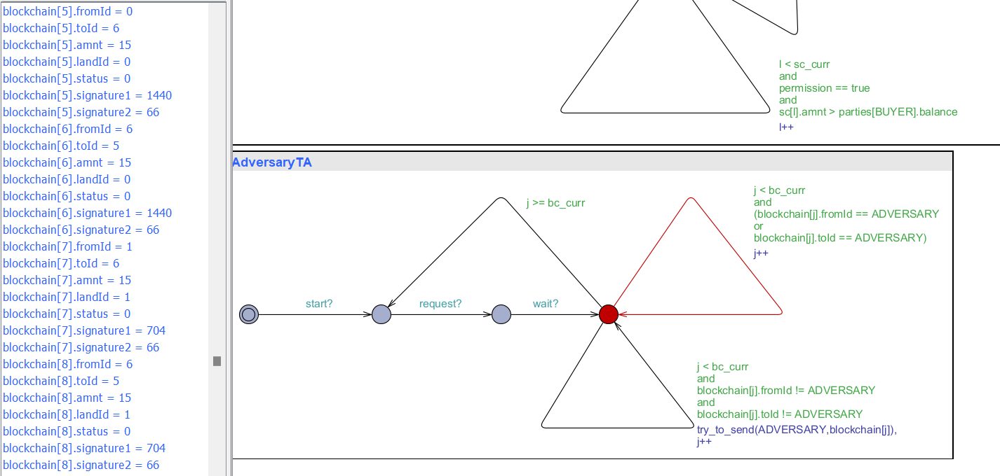 blockchain[5].fromId = 0
blockchain[5].toId = 6
blockchain[5].amnt = 15
blockchain[5].landId = 0
blockchain[5].status = 0
blockchain[5].signature1 = 1440
blockchain[5].signature2 = 66
blockchain[6].fromId = 6
blockchain[6].toId = 5
blockchain[6].amnt = 15
blockchain[6].landId = 0
blockchain[6].status = 0
blockchain[6].signature1 = 1440
blockchain[6].signature2 = 66
blockchain[7].fromId = 1
blockchain[7].toId = 6
blockchain[7].amnt = 15
blockchain[7].landId = 1
blockchain[7].status = 0
blockchain[7].signature1 = 704
blockchain[7].signature2 = 66
blockchain[8].fromId = 6
blockchain[8].toId = 5
blockchain[8].amnt = 15
blockchain[8].landId = 1
blockchain[8].status = 0
blockchain[8].signature1 = 704
blockchain[8].signature2 = 66
l < sc_curr
and
permission == true
and
sc[l].amnt > parties[BUYER].balance
l++
AdversaryTA
j >= bc_curr
j < bc_curr
and
(blockchain[j].fromId == ADVERSARY
or
blockchain[j].toId == ADVERSARY)
j++
start?
request?
wait?
j < bc_curr
and
blockchain[j].fromId != ADVERSARY
and
blockchain[j].toId != ADVERSARY
try_to_send(ADVERSARY,blockchain[j]),
j++